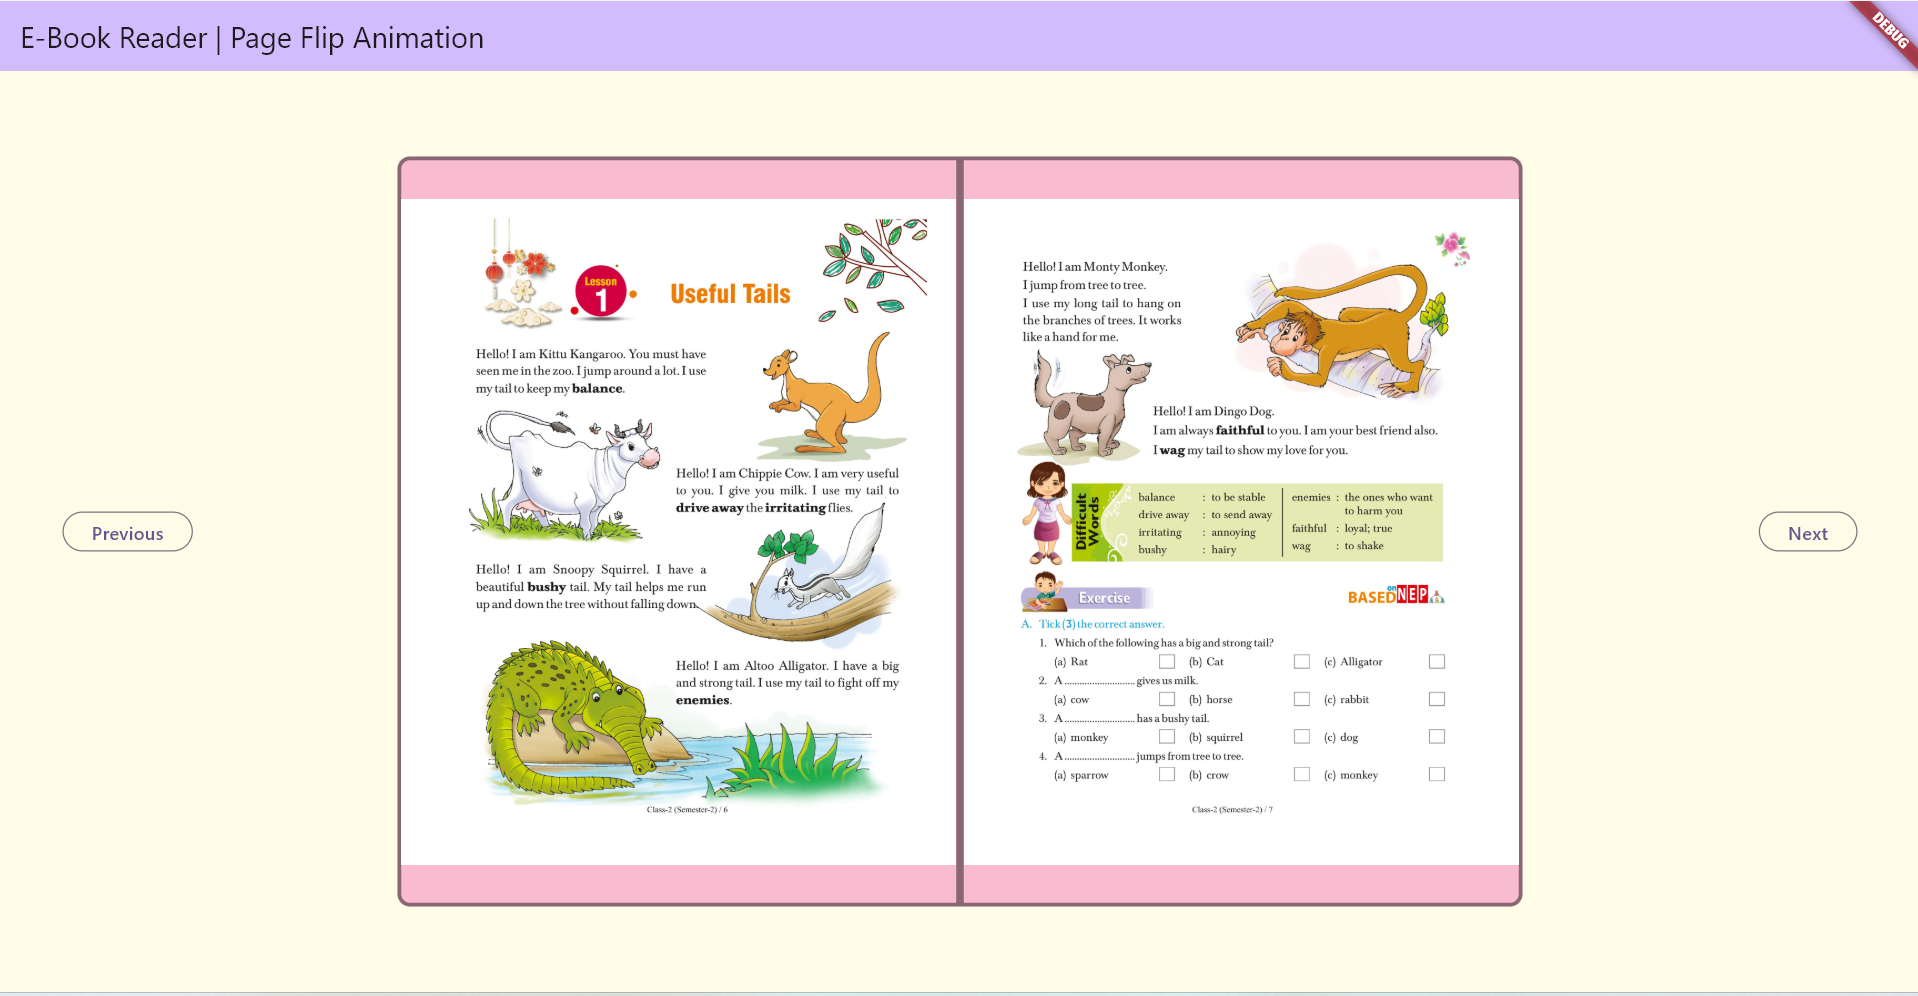 E-Book Reader | Page Flip Animation
DEBUG
Previous
Next
Lesson
1
Useful Tails
Hello! I am Kittu Kangaroo. You must have
seen me in the zoo. I jump around a lot. I use
my tail to keep my balance.
Hello! I am Chippie Cow. I am very useful
to you. I give you milk. I use my tail to
drive away the irritating flies.
Hello! I am Snoopy Squirrel. I have a
beautiful bushy tail. My tail helps me run
up and down the tree without falling down.
Hello! I am Altoo Alligator. I have a big
and strong tail. I use my tail to fight off my
enemies.
Class-2 (Semester-2) / 6
Hello! I am Monty Monkey.
I jump from tree to tree.
I use my long tail to hang on
the branches of trees. It works
like a hand for me.
Hello! I am Dingo Dog.
I am always faithful to you. I am your best friend also.
I wag my tail to show my love for you.
Difficult
Words
balance : to be stable
drive away : to send away
irritating : annoying
bushy : hairy
enemies : the ones who want
to harm you
faithful : loyal; true
wag : to shake
Exercise
BASED on NEP
A. Tick (3) the correct answer.
1. Which of the following has a big and strong tail?
(a) Rat (b) Cat (c) Alligator
2. A ........................... gives us milk.
(a) cow (b) horse (c) rabbit
3. A ........................... has a bushy tail.
(a) monkey (b) squirrel (c) dog
4. A ........................... jumps from tree to tree.
(a) sparrow (b) crow (c) monkey
Class-2 (Semester-2) / 7